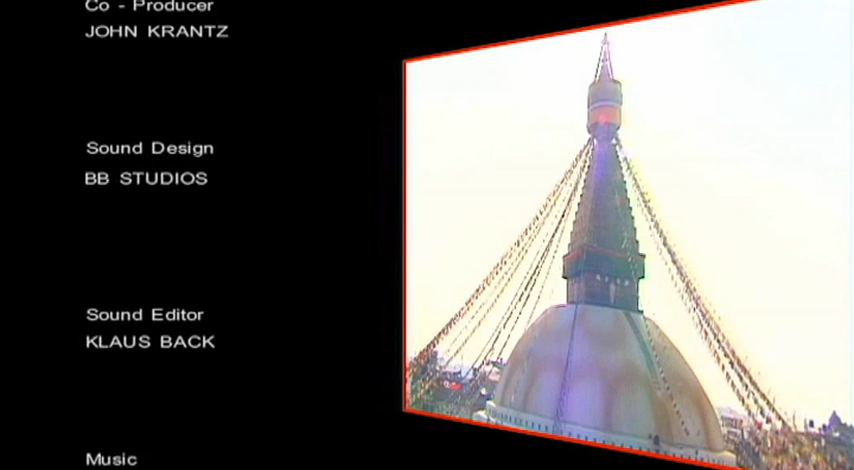 Co - Producer
JOHN KRANTZ
Sound Design
BB STUDIOS
Sound Editor
KLAUS BACK
Music